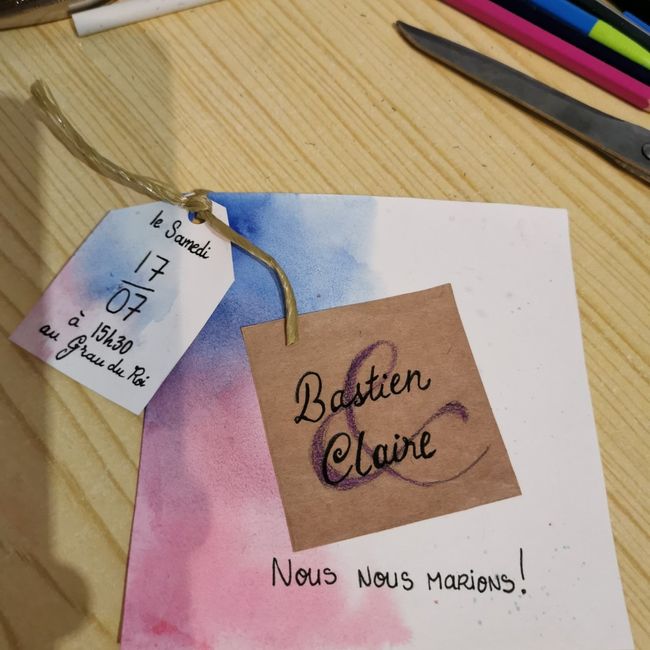 le Samedi
17
07
à 15h30
au Grau du Roi
Bastien
&
Claire
Nous nous marions!